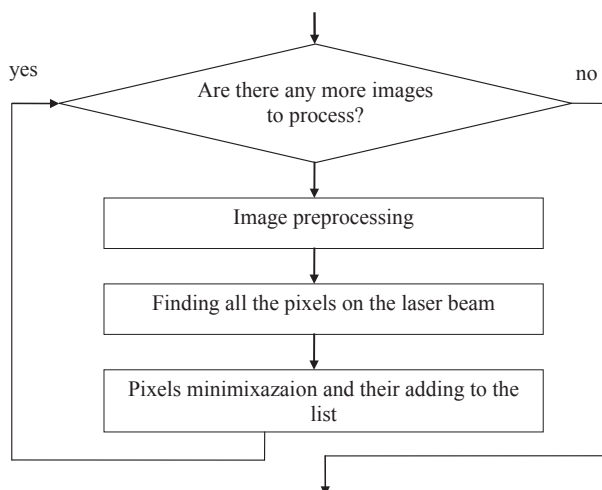 yes
no
Are there any more images
to process?
Image preprocessing
Finding all the pixels on the laser beam
Pixels minimixazaion and their adding to the
list